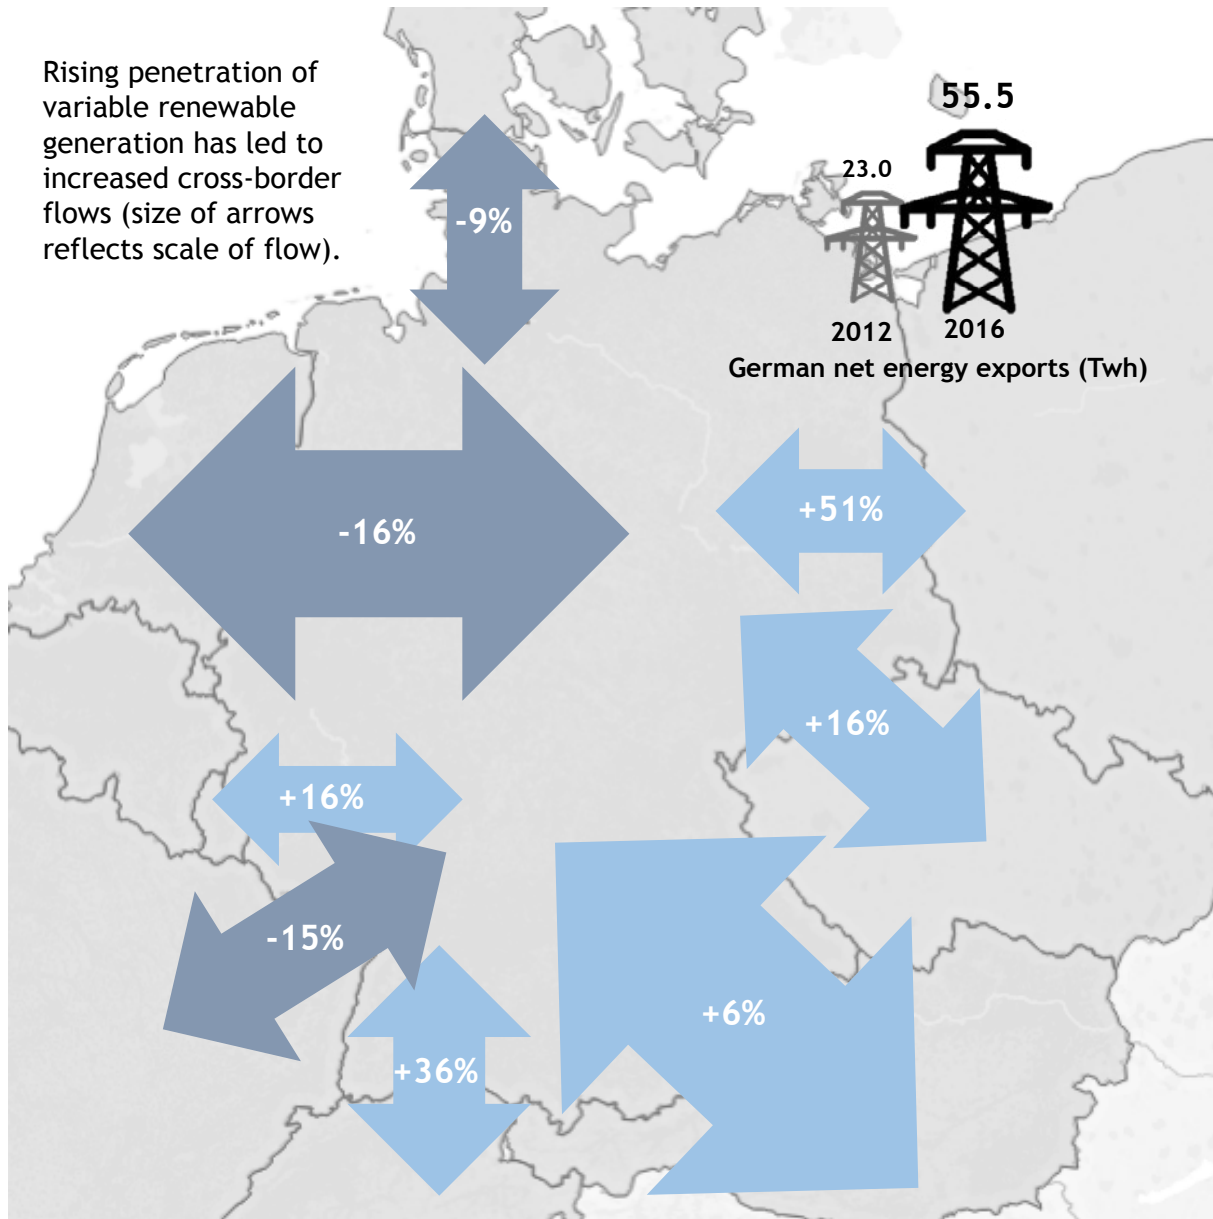 Rising penetration of
variable renewable
generation has led to
increased cross-border
flows (size of arrows
reflects scale of flow).
55.5
23.0
2012
2016
German net energy exports (Twh)
-9%
-16%
+51%
+16%
+16%
-15%
+6%
+36%